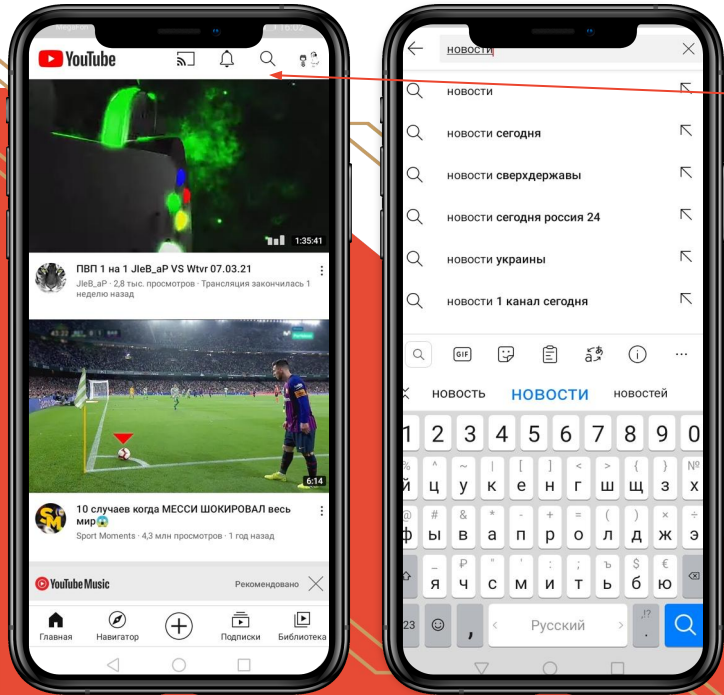 YouTube
1:35:41
ПВП 1 на 1 JleB_aP VS Wtvr 07.03.21
JleB_aP · 2,8 тыс. просмотров · Трансляция закончилась 1
неделю назад
6:14
10 случаев когда МЕССИ ШОКИРОВАЛ весь
мир😱
Sport Moments · 4,3 млн просмотров · 1 год назад
YouTube Music
Рекомендовано
Главная
Навигатор
Подписки
Библиотека
новости
новости
новости сегодня
новости сверхдержавы
новости сегодня россия 24
новости украины
новости 1 канал сегодня
GIF
новость новости новостей
1 2 3 4 5 6 7 8 9 0
% ^ ~ | [ ] < > { } №
й ц у к е н г ш щ з х
@ # & * - + = ( ) × ÷
ф ы в а п р о л д ж э
_ ₽ " ' : ; ъ $ €
я ч с м и т ь б ю
23 , < Русский > ,!? .